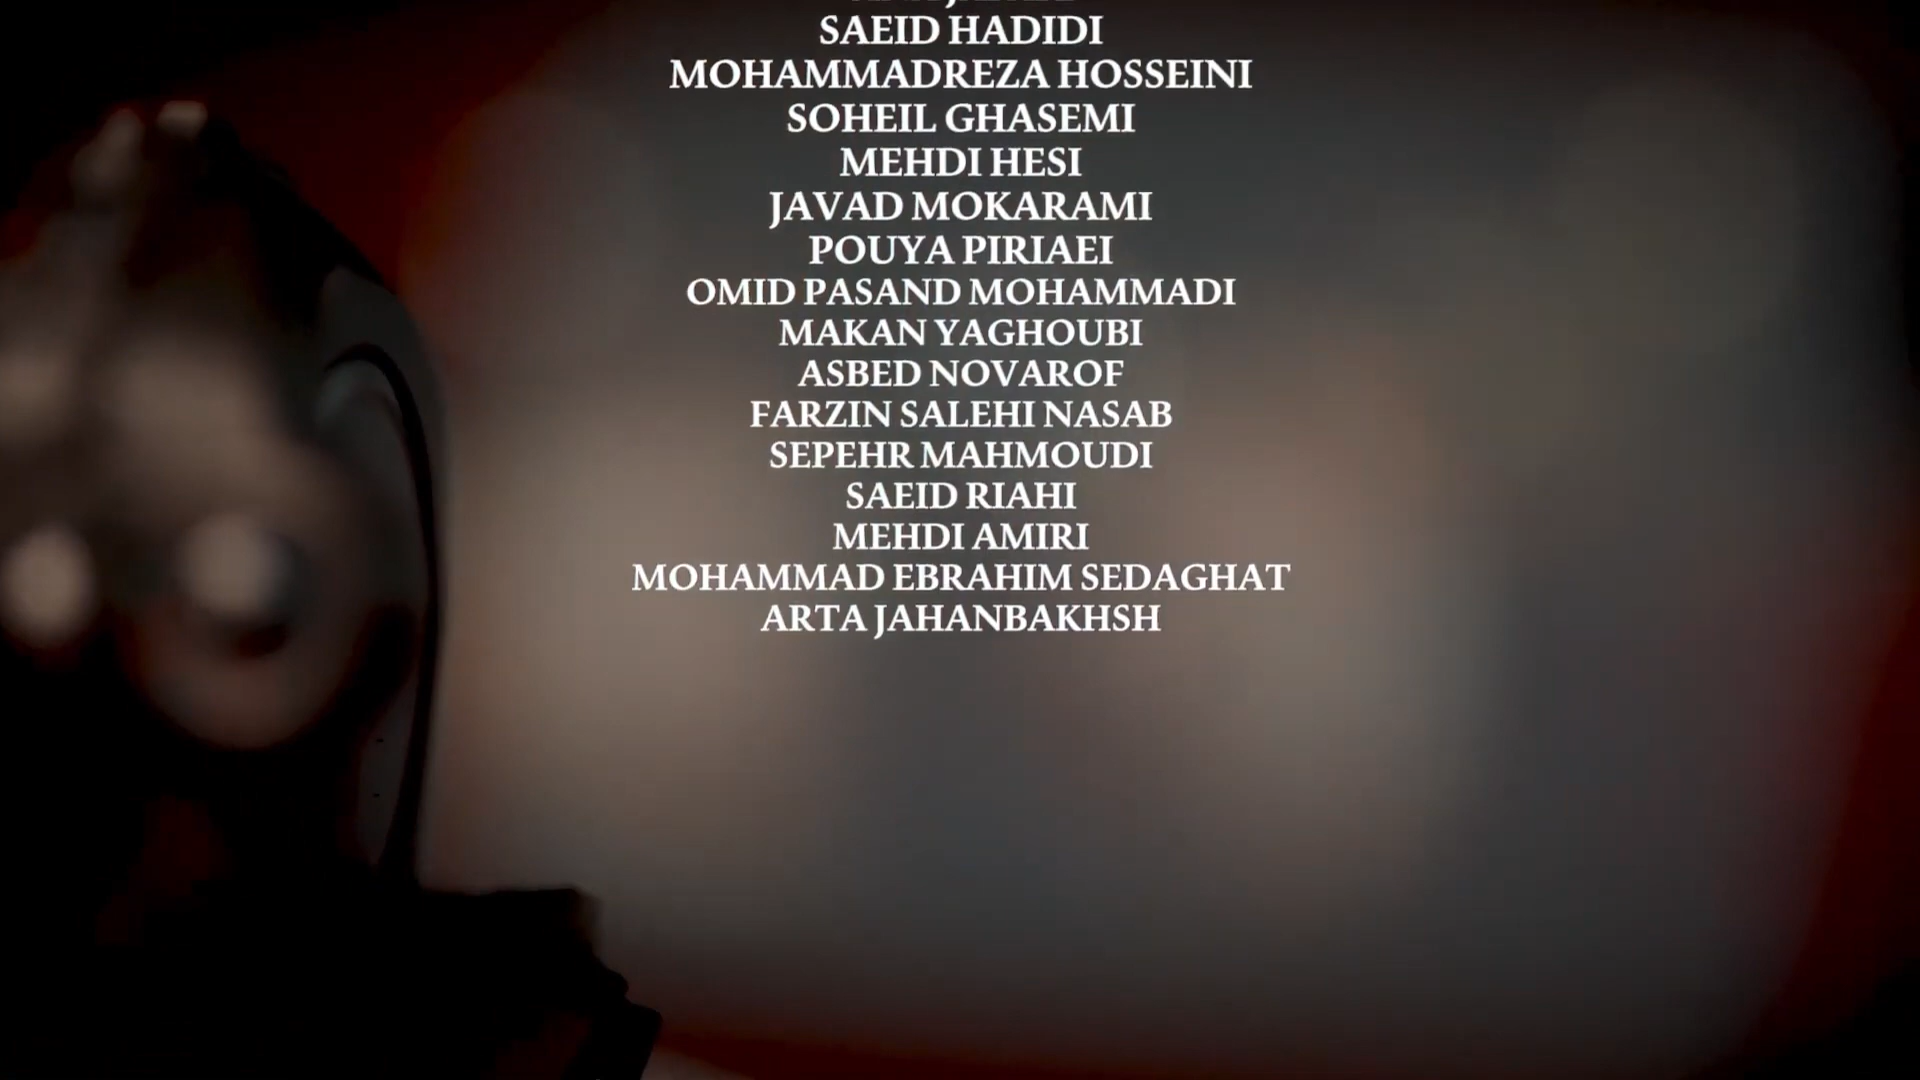 SAEID HADIDI
MOHAMMADREZA HOSSEINI
SOHEIL GHASEMI
MEHDI HESI
JAVAD MOKARAMI
POUYA PIRIAEI
OMID PASAND MOHAMMADI
MAKAN YAGHOUBI
ASBED NOVAROF
FARZIN SALEHI NASAB
SEPEHR MAHMOUDI
SAEID RIAHI
MEHDI AMIRI
MOHAMMAD EBRAHIM SEDAGHAT
ARTA JAHANBAKHSH